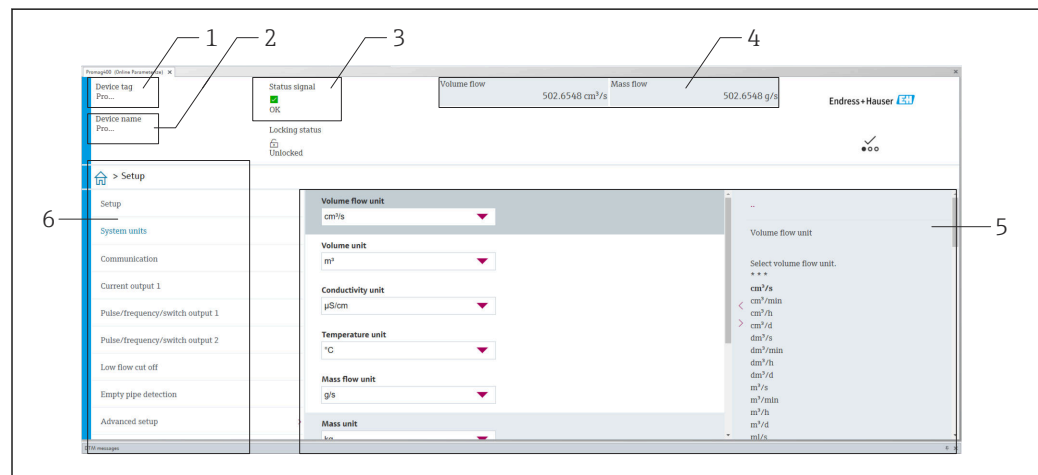 1
2
3
4
Promag400 (Online Parameterize) ×
Device tag
Pro...
Status signal
OK
Volume flow
502.6548 cm³/s
Mass flow
502.6548 g/s
Endress+Hauser EH
Device name
Pro...
Locking status
Unlocked
> Setup
6
5
Setup
System units
Communication
Current output 1
Pulse/frequency/switch output 1
Pulse/frequency/switch output 2
Low flow cut off
Empty pipe detection
Advanced setup >
Volume flow unit
cm³/s
Volume unit
m³
Conductivity unit
µS/cm
Temperature unit
°C
Mass flow unit
g/s
Mass unit
kg
..
Volume flow unit
Select volume flow unit.
* * *
cm³/s
cm³/min
cm³/h
cm³/d
dm³/s
dm³/min
dm³/h
dm³/d
m³/s
m³/min
m³/h
m³/d
ml/s
DTM messages